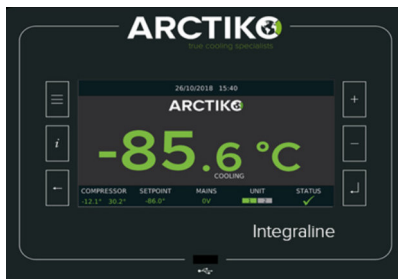 ARCTIKO
true cooling specialists
26/10/2018 15:40
ARCTIKO
-85.6 °C
COOLING
COMPRESSOR SETPOINT MAINS UNIT STATUS
-12.1° 30.2° -86.0° 0V
i
+
-
Integraline